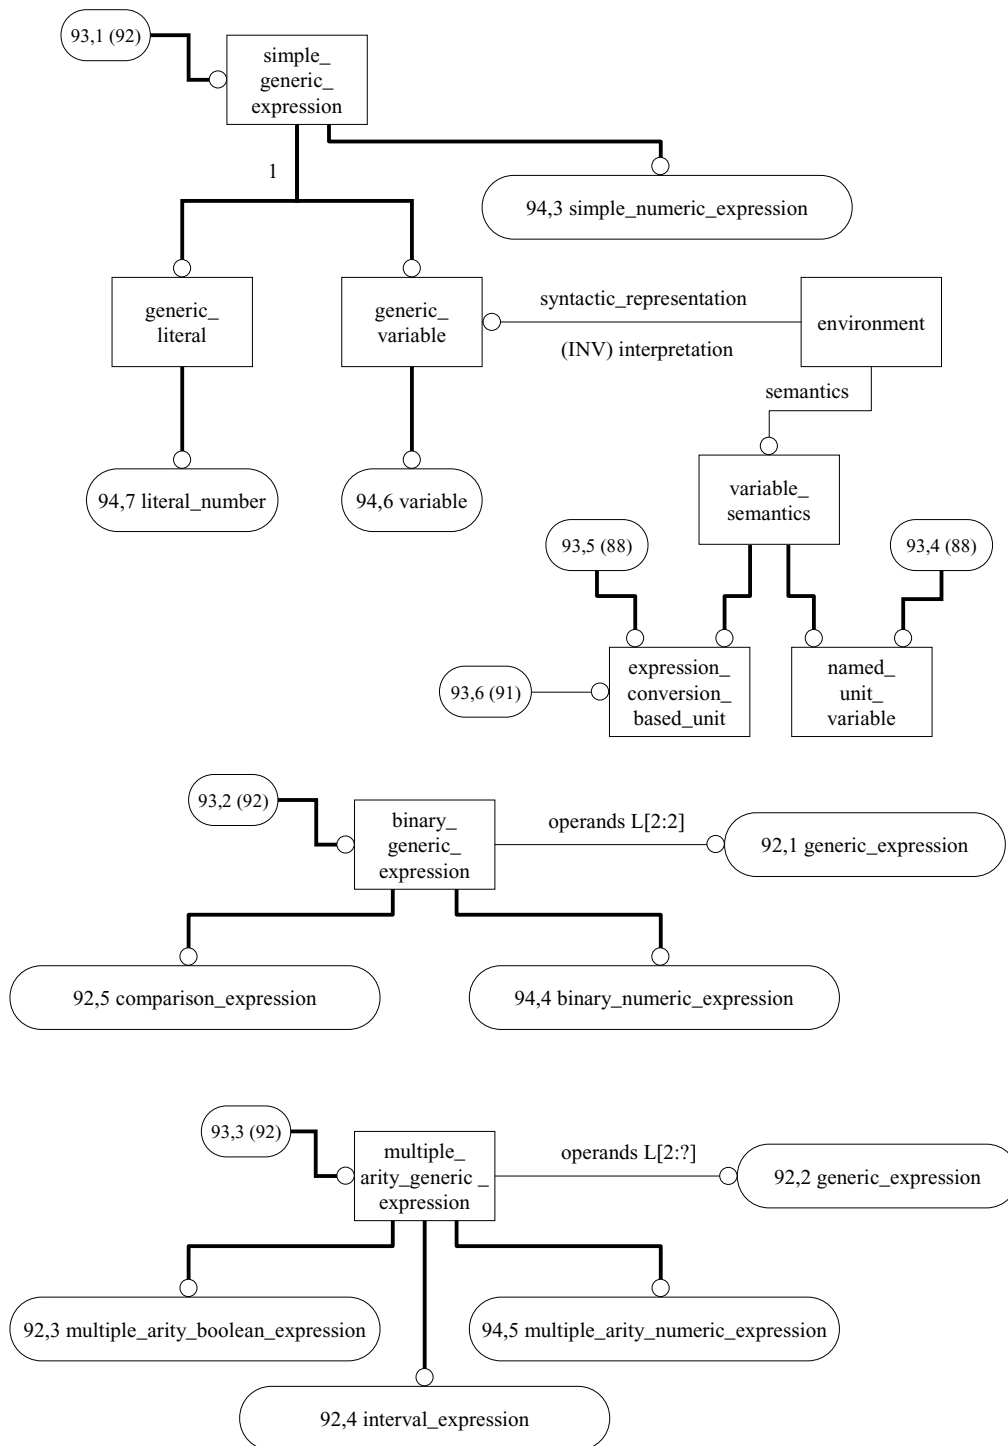 93,1 (92)
simple_
generic_
expression
1
94,3 simple_numeric_expression
generic_
literal
generic_
variable
syntactic_representation
(INV) interpretation
environment
semantics
94,7 literal_number
94,6 variable
variable_
semantics
93,5 (88)
93,4 (88)
93,6 (91)
expression_
conversion_
based_unit
named_
unit_
variable
93,2 (92)
binary_
generic_
expression
operands L[2:2]
92,1 generic_expression
92,5 comparison_expression
94,4 binary_numeric_expression
93,3 (92)
multiple_
arity_generic _
expression
operands L[2:?]
92,2 generic_expression
92,3 multiple_arity_boolean_expression
94,5 multiple_arity_numeric_expression
92,4 interval_expression